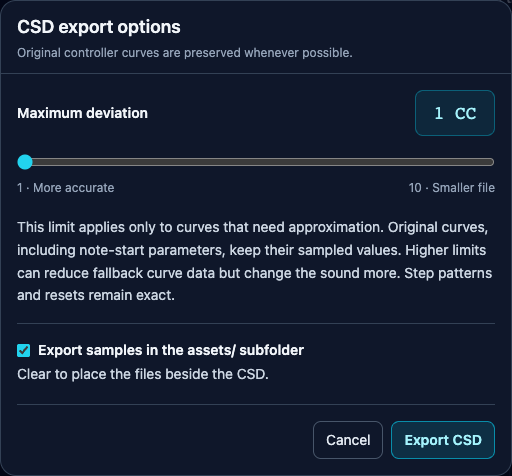 CSD export options
Original controller curves are preserved whenever possible.
Maximum deviation
1 CC
1 · More accurate
10 · Smaller file
This limit applies only to curves that need approximation. Original curves,
including note-start parameters, keep their sampled values. Higher limits
can reduce fallback curve data but change the sound more. Step patterns
and resets remain exact.
Export samples in the assets/ subfolder
Clear to place the files beside the CSD.
Cancel
Export CSD